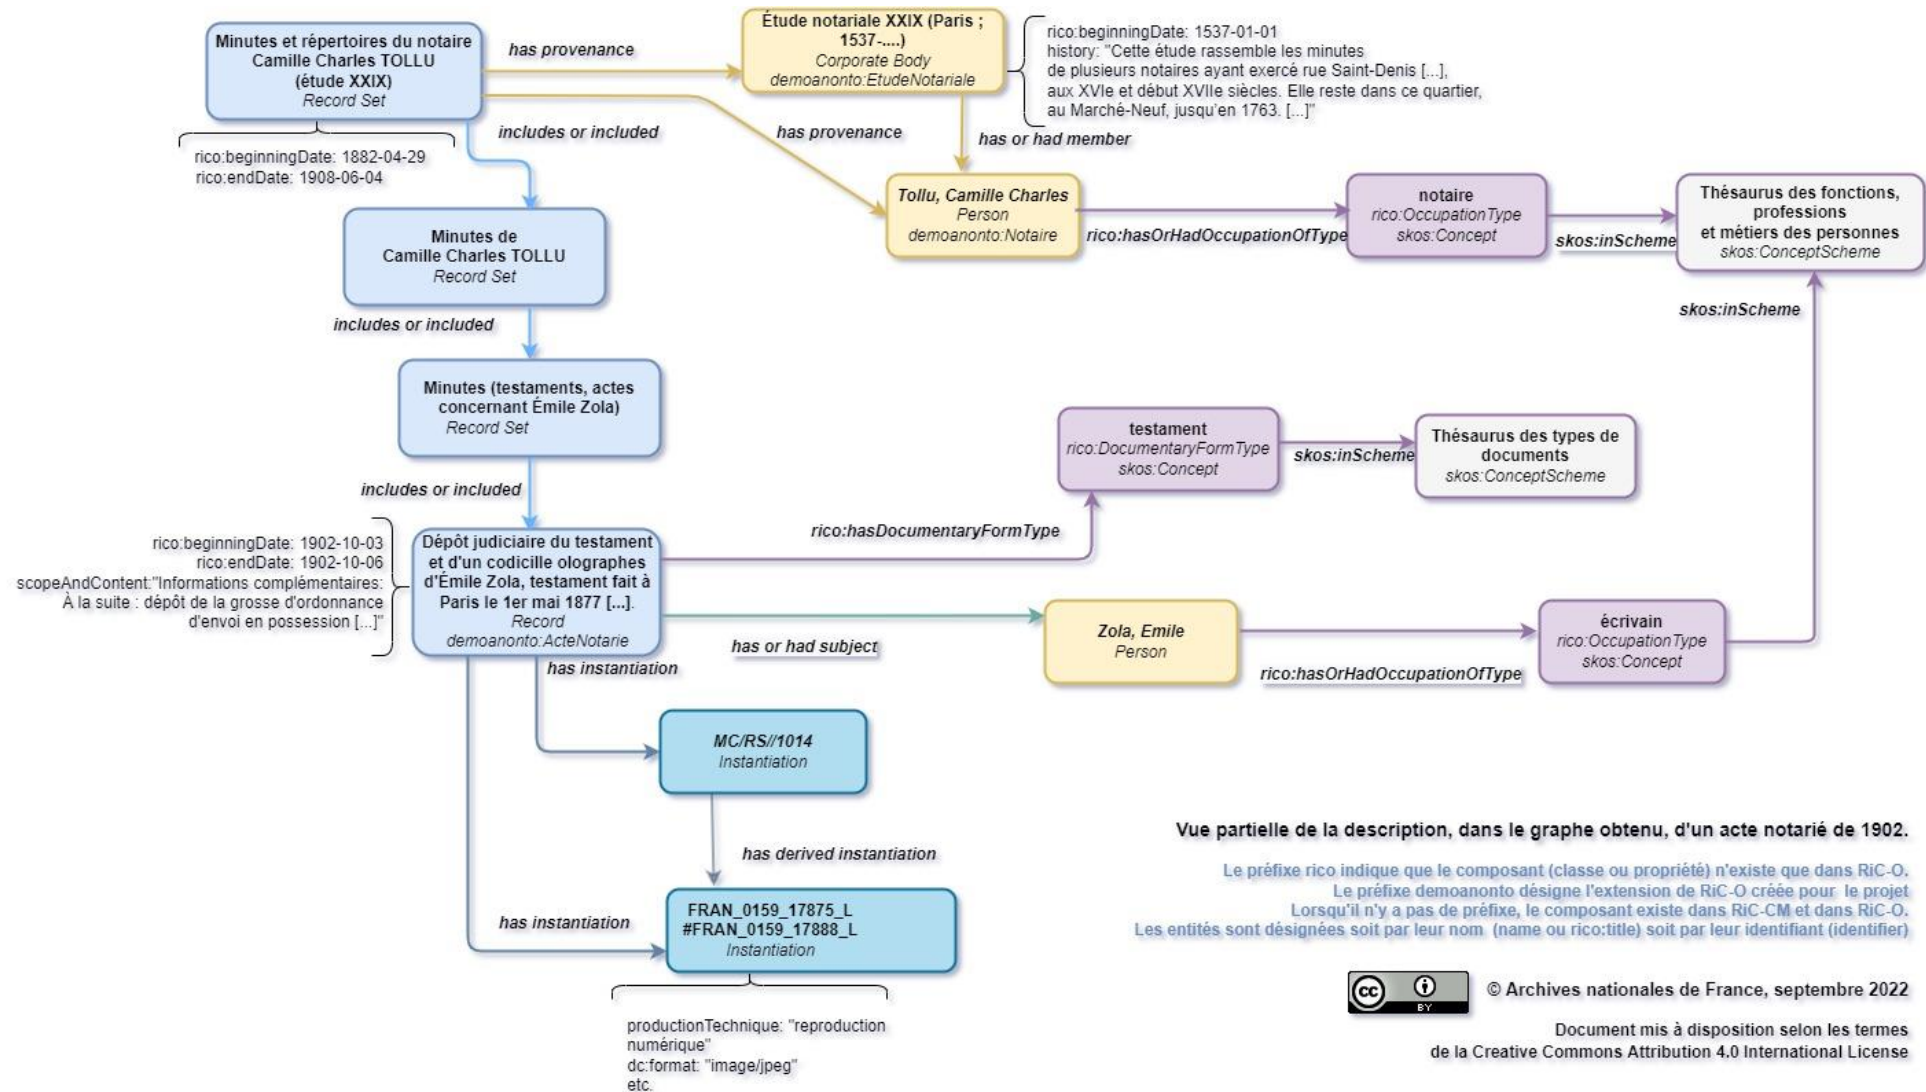 Minutes et répertoires du notaire
Camille Charles TOLLU
(étude XXIX)
Record Set
has provenance
Étude notariale XXIX (Paris ;
1537-....)
Corporate Body
demoanonto:EtudeNotariale
rico:beginningDate: 1537-01-01
history: "Cette étude rassemble les minutes
de plusieurs notaires ayant exercé rue Saint-Denis [...],
aux XVIe et début XVIIe siècles. Elle reste dans ce quartier,
au Marché-Neuf, jusqu'en 1763. [...]"
includes or included
has provenance
has or had member
rico:beginningDate: 1882-04-29
rico:endDate: 1908-06-04
Tollu, Camille Charles
Person
demoanonto:Notaire
rico:hasOrHadOccupationOfType
notaire
rico:OccupationType
skos:Concept
skos:inScheme
Thésaurus des fonctions,
professions
et métiers des personnes
skos:ConceptScheme
Minutes de
Camille Charles TOLLU
Record Set
skos:inScheme
includes or included
Minutes (testaments, actes
concernant Émile Zola)
Record Set
testament
rico:DocumentaryFormType
skos:Concept
skos:inScheme
Thésaurus des types de
documents
skos:ConceptScheme
includes or included
rico:beginningDate: 1902-10-03
rico:endDate: 1902-10-06
scopeAndContent:"Informations complémentaires:
À la suite : dépôt de la grosse d'ordonnance
d'envoi en possession [...]"
Dépôt judiciaire du testament
et d'un codicille olographes
d'Émile Zola, testament fait à
Paris le 1er mai 1877 [...].
Record
demoanonto:ActeNotarie
rico:hasDocumentaryFormType
has or had subject
Zola, Emile
Person
rico:hasOrHadOccupationOfType
écrivain
rico:OccupationType
skos:Concept
has instantiation
MC/RS//1014
Instantiation
has derived instantiation
has instantiation
FRAN_0159_17875_L
#FRAN_0159_17888_L
Instantiation
productionTechnique: "reproduction
numérique"
dc:format: "image/jpeg"
etc.
Vue partielle de la description, dans le graphe obtenu, d'un acte notarié de 1902.
Le préfixe rico indique que le composant (classe ou propriété) n'existe que dans RiC-O.
Le préfixe demoanonto désigne l'extension de RiC-O créée pour le projet
Lorsqu'il n'y a pas de préfixe, le composant existe dans RiC-CM et dans RiC-O.
Les entités sont désignées soit par leur nom (name ou rico:title) soit par leur identifiant (identifier)
cc
BY
© Archives nationales de France, septembre 2022
Document mis à disposition selon les termes
de la Creative Commons Attribution 4.0 International License